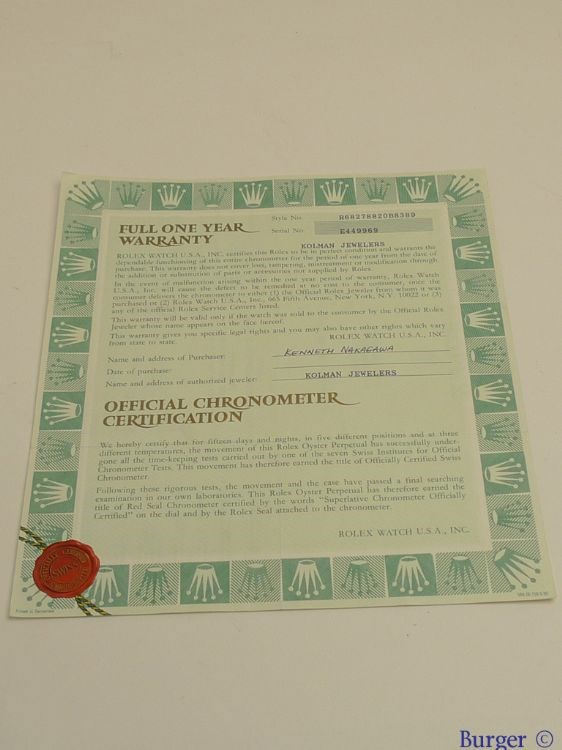 Style No. R6827882088389
FULL ONE YEAR
WARRANTY
Serial No. E449969
KOLMAN JEWELERS
ROLEX WATCH U.S.A., INC. certifies this Rolex to be in perfect condition and warrants the
dependable functioning of this entire chronometer for the period of one year from the date of
purchase. This warranty does not cover loss, tampering, mistreatment or modification through
the addition or substitution of parts or accessories not supplied by Rolex.
In the event of malfunction arising within the one year period of warranty, Rolex Watch
U.S.A., Inc. will cause the defect to be remedied at no cost to the consumer, once the
consumer delivers the chronometer to either (1) the Official Rolex Jeweler from whom it was
purchased or (2) Rolex Watch U.S.A., Inc., 665 Fifth Avenue, New York, N.Y. 10022 or (3)
any of the official Rolex Service Centers listed.
This warranty will be valid only if the watch was told to the consumer by the Official Rolex
Jeweler whose name appears on the face hereof.
This warranty gives you specific legal rights and you may also have other rights which vary
from state to state.
ROLEX WATCH U.S.A., INC.
Name and address of Purchaser: KENNETH NAKAGAWA
Date of purchase:
Name and address of authorized jeweler: KOLMAN JEWELERS
OFFICIAL CHRONOMETER
CERTIFICATION
We hereby certify that for fifteen days and nights, in five different positions and at three
different temperatures, the movement of this Rolex Oyster Perpetual has successfully under-
gone all the time-keeping tests carried out by one of the seven Swiss Institutes for Official
Chronometer Tests. This movement has therefore earned the title of Officially Certified Swiss
Chronometer.
Following these rigorous tests, the movement and the case have passed a final searching
examination in our own laboratories. This Rolex Oyster Perpetual has therefore earned the
title of Red Seal Chronometer certified by the words "Superlative Chronometer Officially
Certified" on the dial and by the Rolex Seal attached to the chronometer.
ROLEX WATCH U.S.A., INC.
SWISS
Printed in Switzerland
Burger ©